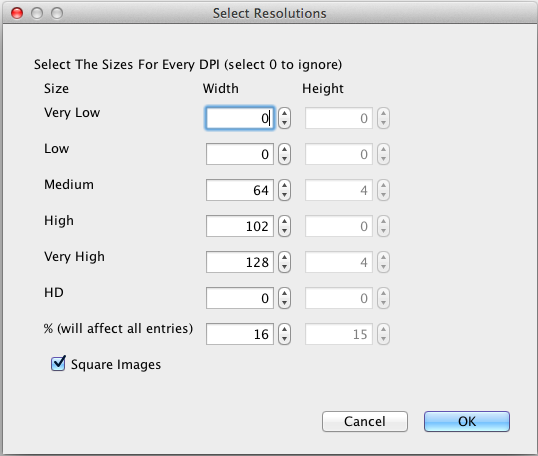 Select Resolutions
Select The Sizes For Every DPI (select 0 to ignore)
Size Width Height
Very Low 0 0
Low 0 0
Medium 64 4
High 102 0
Very High 128 4
HD 0 0
% (will affect all entries) 16 15
Square Images
Cancel OK